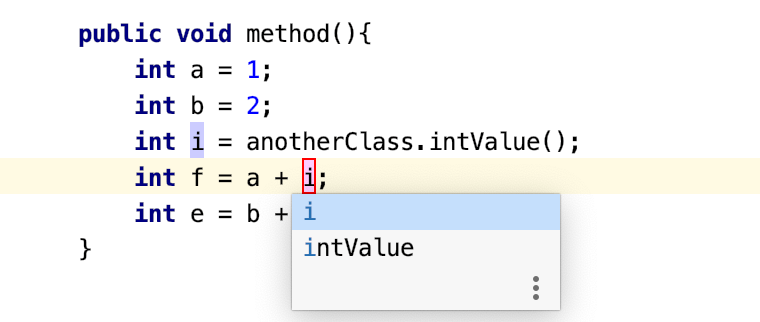 public void method(){
int a = 1;
int b = 2;
int i = anotherClass.intValue();
int f = a + i;
int e = b +
i
intValue
}